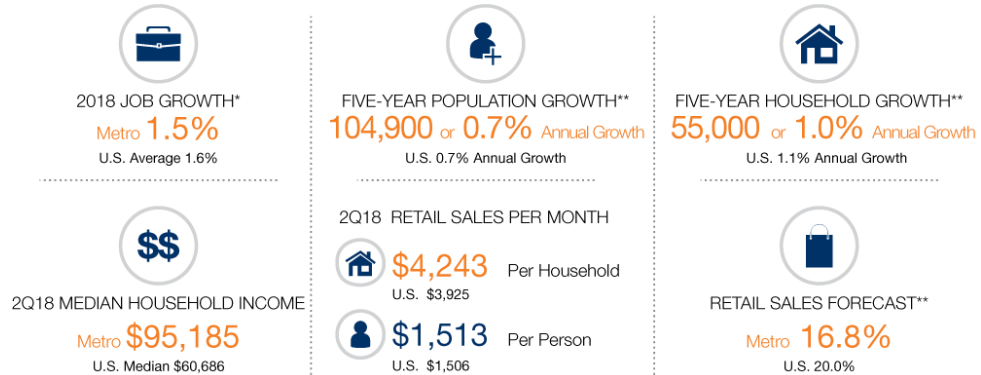 2018 JOB GROWTH*
Metro 1.5%
U.S. Average 1.6%
FIVE-YEAR POPULATION GROWTH**
104,900 or 0.7% Annual Growth
U.S. 0.7% Annual Growth
FIVE-YEAR HOUSEHOLD GROWTH**
55,000 or 1.0% Annual Growth
U.S. 1.1% Annual Growth
$$
2Q18 MEDIAN HOUSEHOLD INCOME
Metro $95,185
U.S. Median $60,686
2Q18 RETAIL SALES PER MONTH
$4,243 Per Household
U.S. $3,925
$1,513 Per Person
U.S. $1,506
RETAIL SALES FORECAST**
Metro 16.8%
U.S. 20.0%